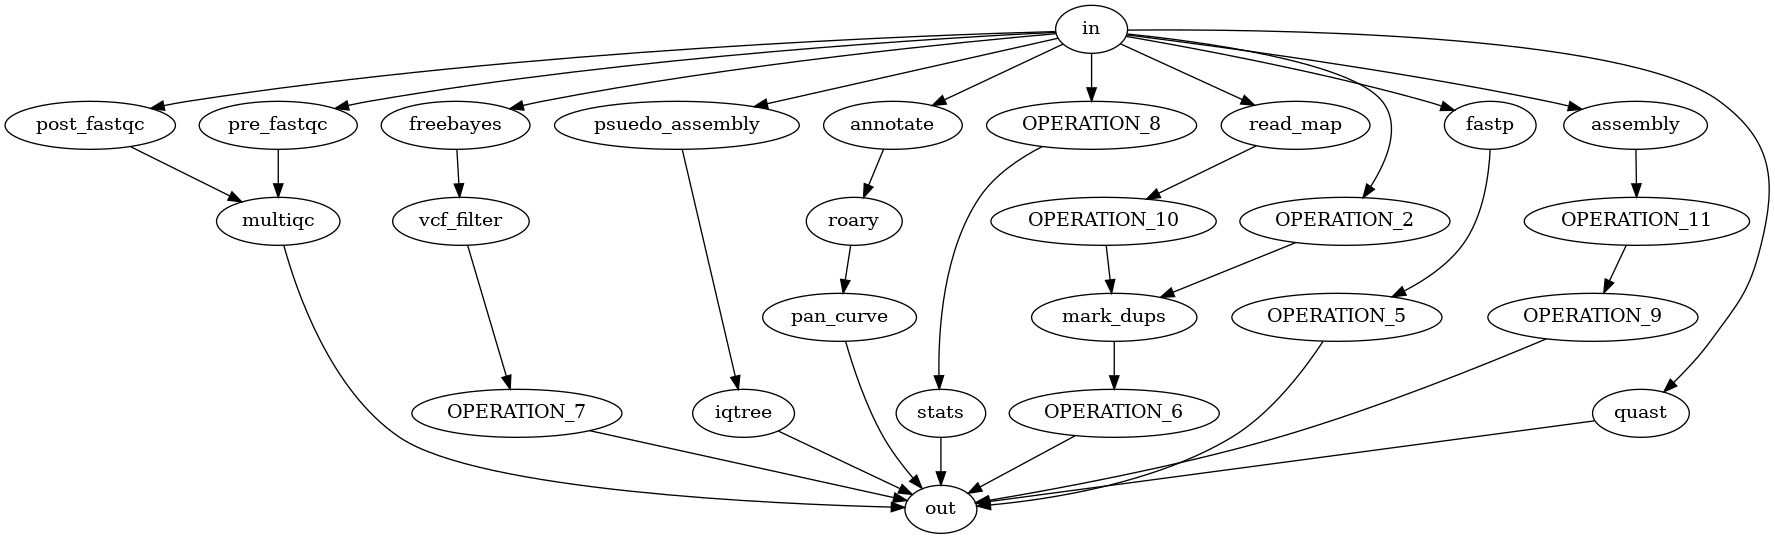 in
post_fastqc
pre_fastqc
freebayes
psuedo_assembly
annotate
OPERATION_8
read_map
fastp
assembly
multiqc
vcf_filter
roary
OPERATION_10
OPERATION_2
OPERATION_11
pan_curve
mark_dups
OPERATION_5
OPERATION_9
OPERATION_7
iqtree
stats
OPERATION_6
quast
out